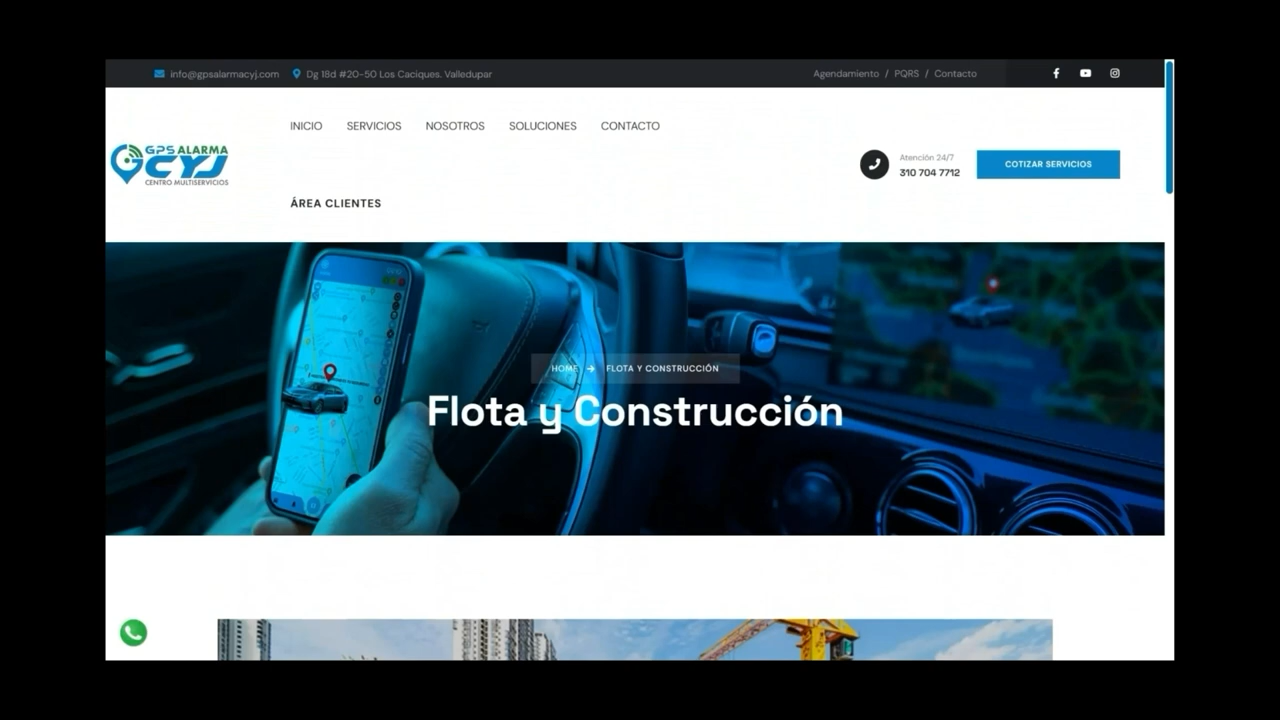 info@gpsalarmacyj.com Dg 18d #20-50 Los Caciques. Valledupar
Agendamiento / PQRS / Contacto
INICIO SERVICIOS NOSOTROS SOLUCIONES CONTACTO
GPS ALARMA
CYJ
CENTRO MULTISERVICIOS
Atención 24/7
310 704 7712
COTIZAR SERVICIOS
ÁREA CLIENTES
HOME → FLOTA Y CONSTRUCCIÓN
Flota y Construcción